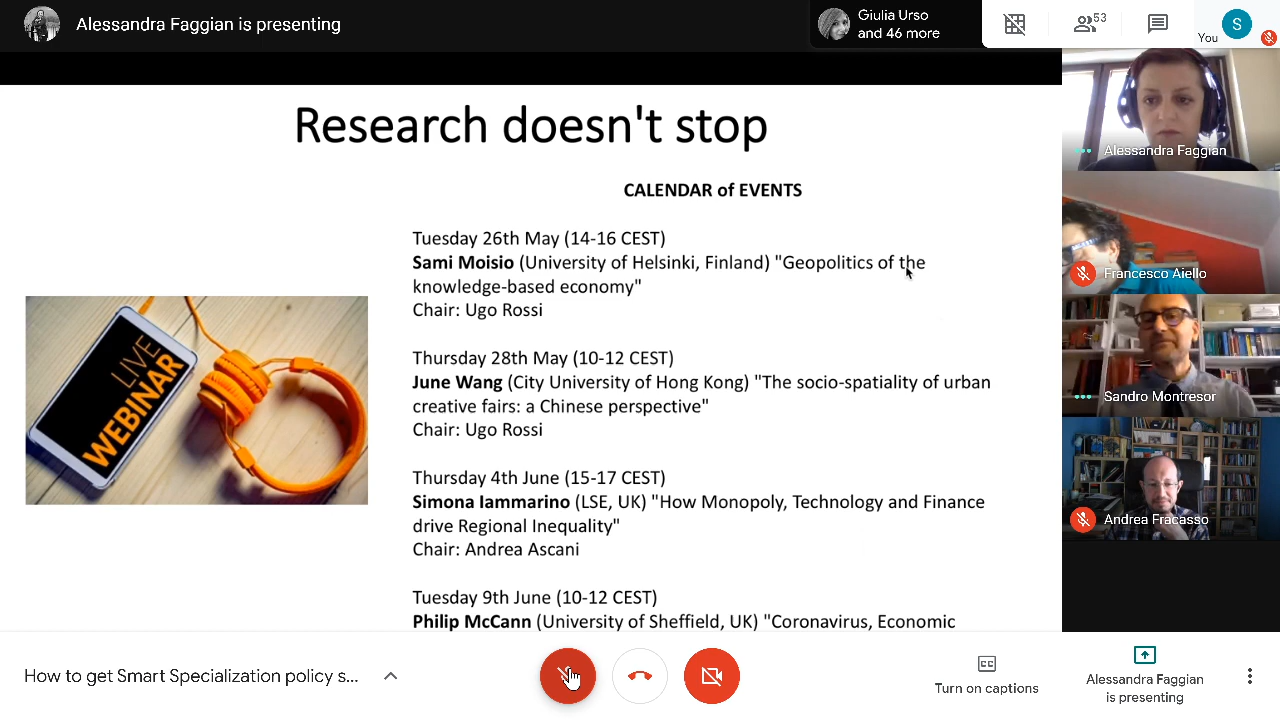 Alessandra Faggian is presenting
Giulia Urso
and 46 more
53
You
S
Research doesn't stop
CALENDAR of EVENTS
Tuesday 26th May (14-16 CEST)
Sami Moisio (University of Helsinki, Finland) "Geopolitics of the
knowledge-based economy"
Chair: Ugo Rossi
Thursday 28th May (10-12 CEST)
June Wang (City University of Hong Kong) "The socio-spatiality of urban
creative fairs: a Chinese perspective"
Chair: Ugo Rossi
Thursday 4th June (15-17 CEST)
Simona Iammarino (LSE, UK) "How Monopoly, Technology and Finance
drive Regional Inequality"
Chair: Andrea Ascani
Tuesday 9th June (10-12 CEST)
Philip McCann (University of Sheffield, UK) "Coronavirus, Economic
LIVE
WEBINAR
Alessandra Faggian
Francesco Aiello
Sandro Montresor
Andrea Fracasso
How to get Smart Specialization policy s...
Turn on captions
Alessandra Faggian
is presenting